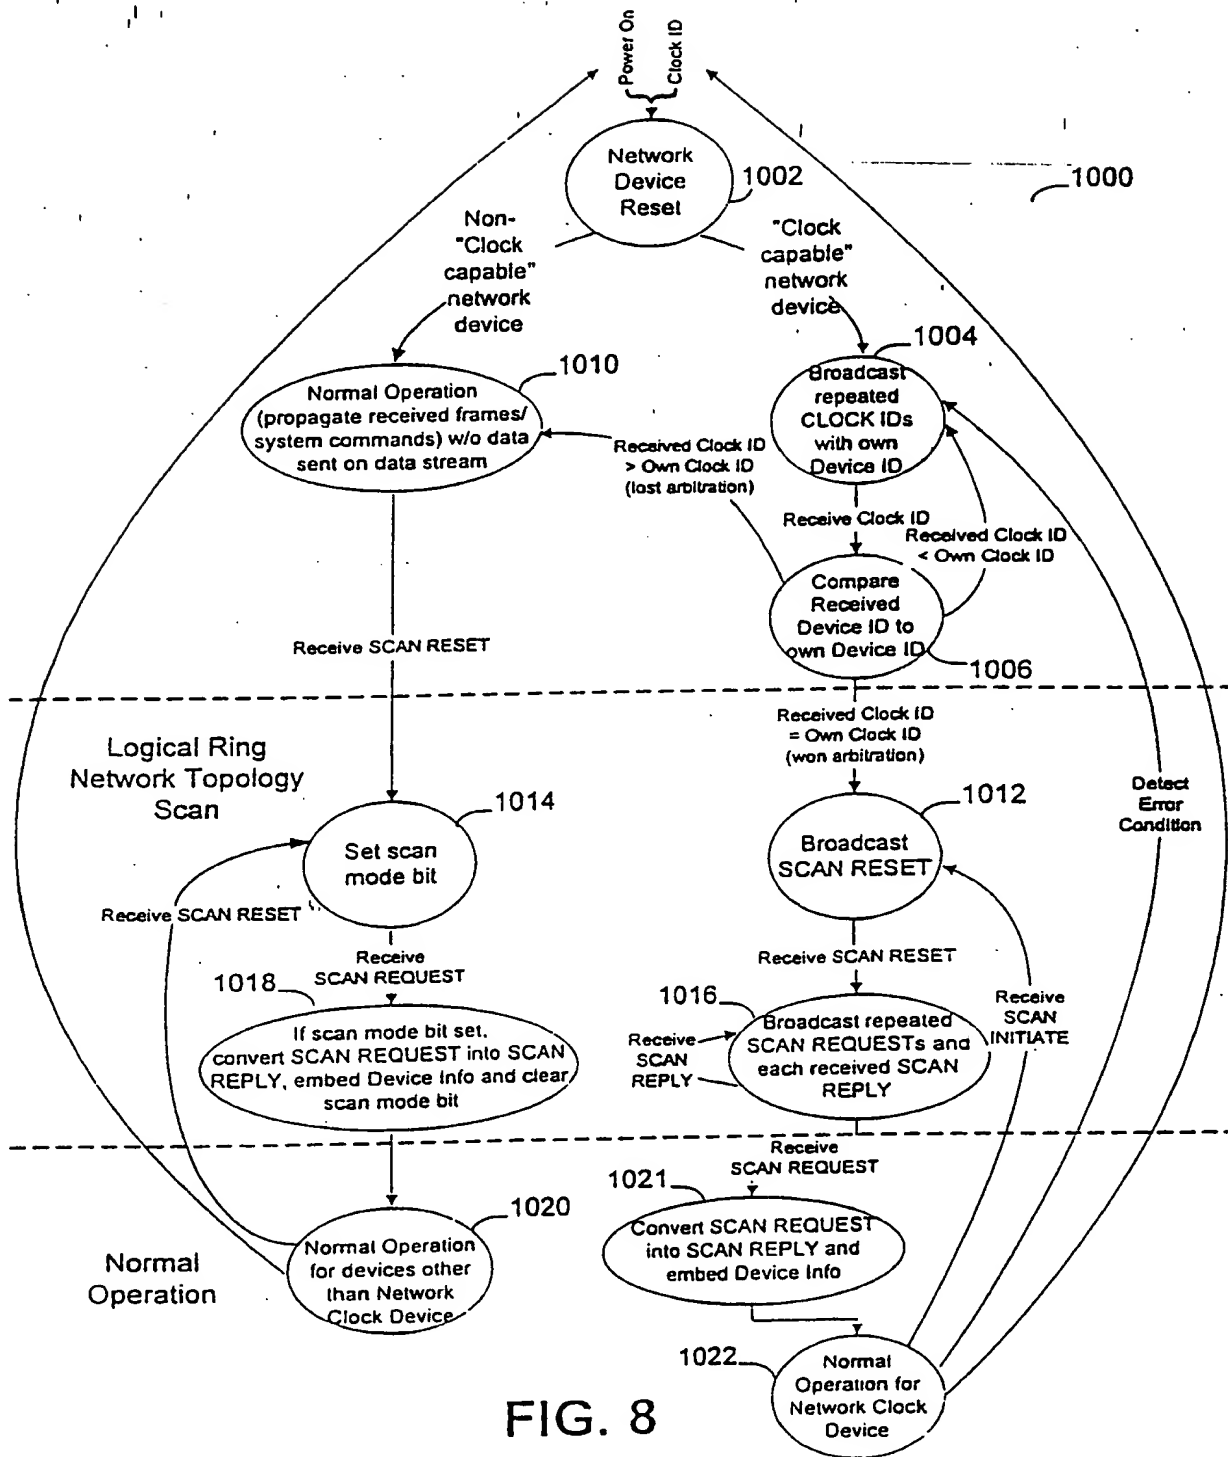 Power On
Clock ID
Network
Device
Reset
1002
1000
Non-
"Clock
capable"
network
device
"Clock
capable"
network
device
1010
Normal Operation
(propagate received frames/
system commands) w/o data
sent on data stream
1004
Broadcast
repeated
CLOCK IDs
with own
Device ID
Received Clock ID
> Own Clock ID
(lost arbitration)
Receive Clock ID
Received Clock ID
< Own Clock ID
Compare
Received
Device ID to
own Device ID
1006
Receive SCAN RESET
Logical Ring
Network Topology
Scan
Received Clock ID
= Own Clock ID
(won arbitration)
Detect
Error
Condition
1014
Set scan
mode bit
1012
Broadcast
SCAN RESET
Receive SCAN RESET
Receive
SCAN REQUEST
Receive SCAN RESET
1018
If scan mode bit set,
convert SCAN REQUEST into SCAN
REPLY, embed Device Info and clear
scan mode bit
1016
Receive
SCAN
REPLY
Broadcast repeated
SCAN REQUESTs and
each received SCAN
REPLY
Receive
SCAN
INITIATE
Receive
SCAN REQUEST
Normal
Operation
1020
Normal Operation
for devices other
than Network
Clock Device
1021
Convert SCAN REQUEST
into SCAN REPLY and
embed Device Info
1022
Normal
Operation for
Network Clock
Device
FIG. 8